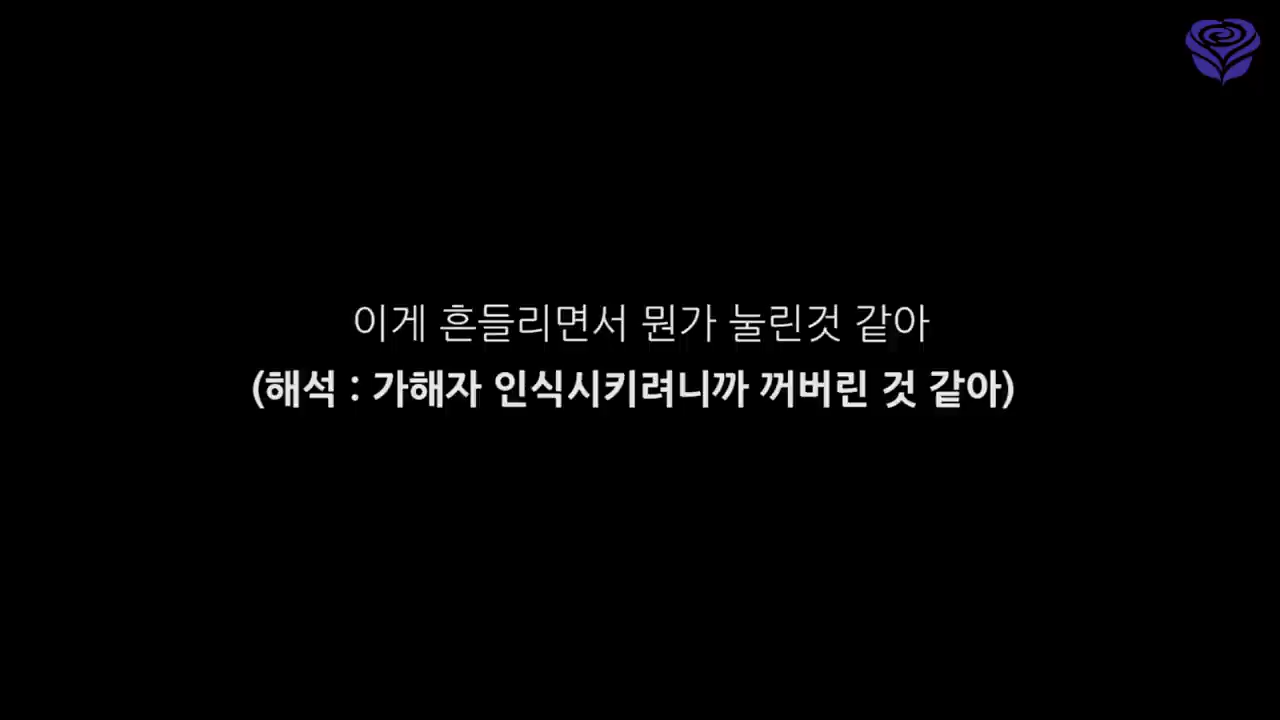 이게 흔들리면서 뭔가 눌린것 같아
(해석 : 가해자 인식시키려니까 꺼버린 것 같아)